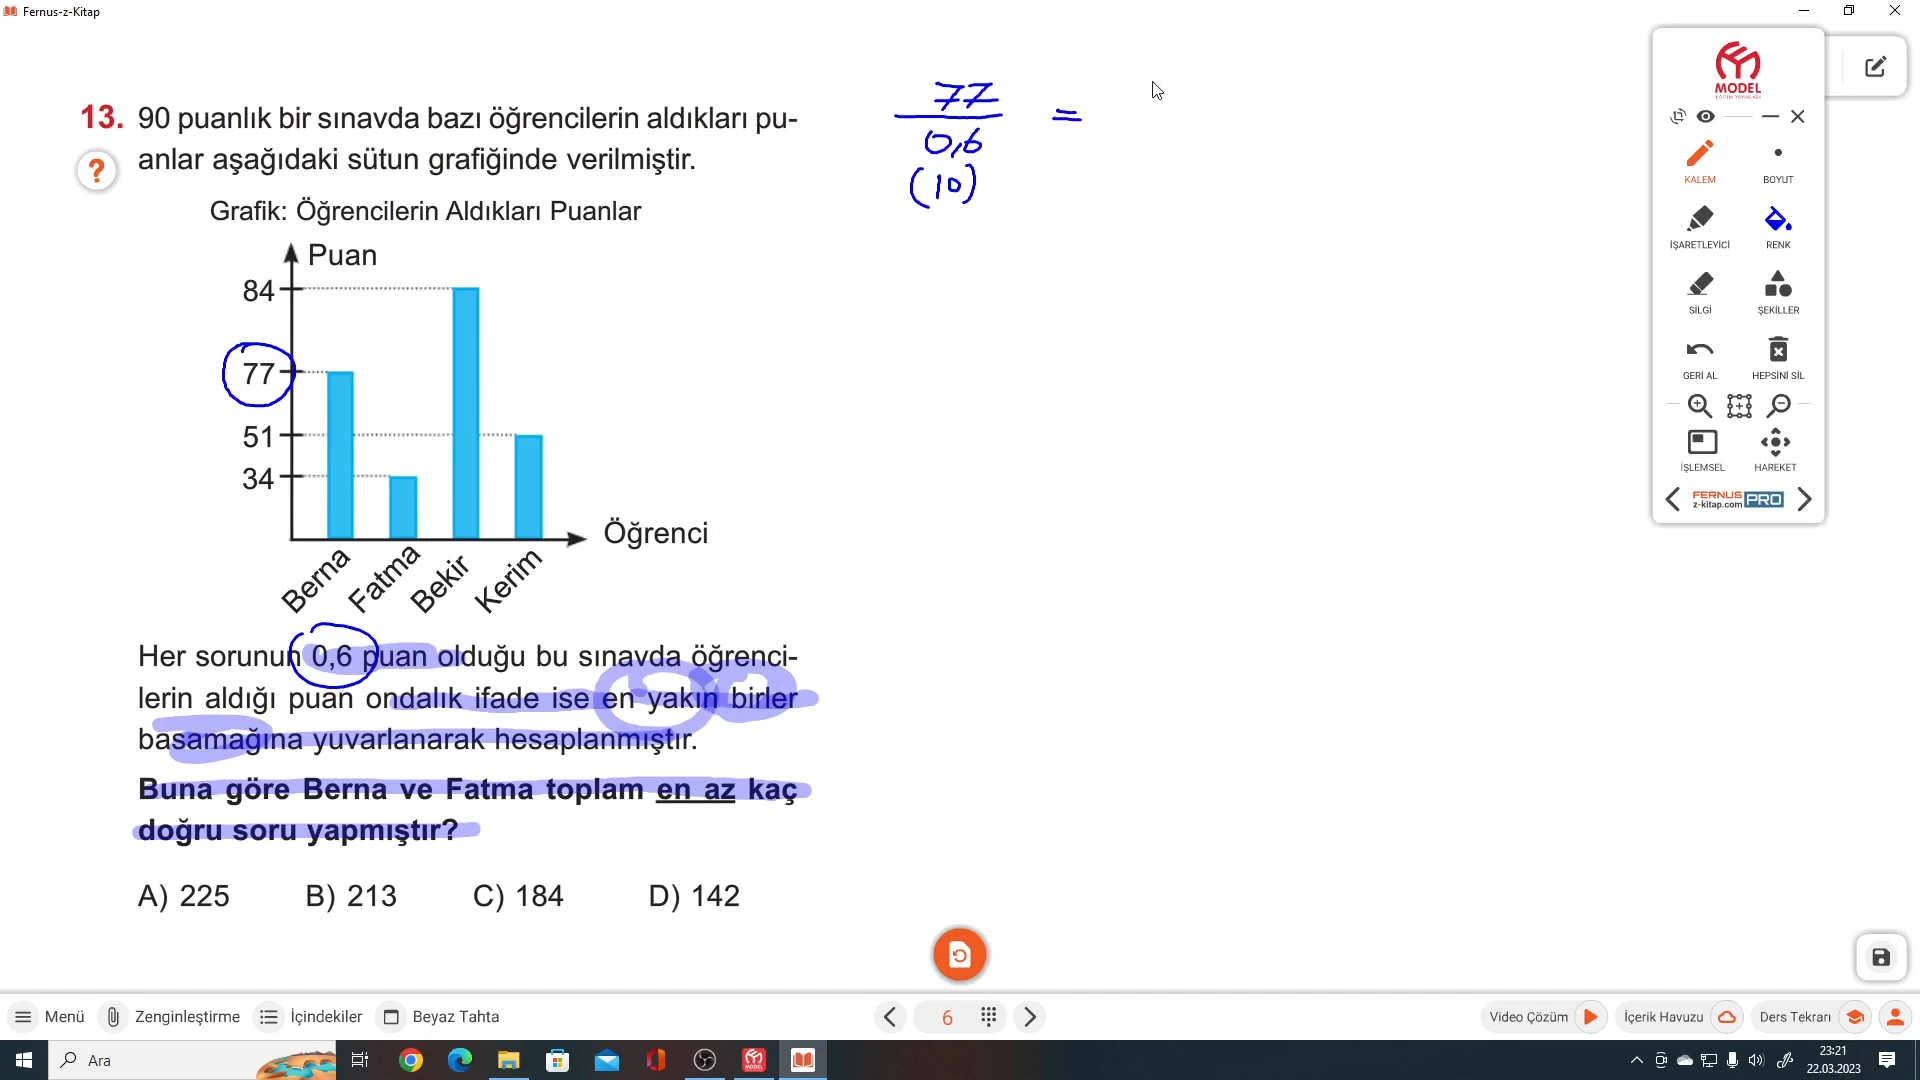 Fernus-z-Kitap
13. 90 puanlık bir sınavda bazı öğrencilerin aldıkları pu-
anlar aşağıdaki sütun grafiğinde verilmiştir.
?
Grafik: Öğrencilerin Aldıkları Puanlar
Puan
84
77
51
34
Öğrenci
Berna
Fatma
Bekir
Kerim
Her sorunun 0,6 puan olduğu bu sınavda öğrenci-
lerin aldığı puan ondalık ifade ise en yakın birler
basamağına yuvarlanarak hesaplanmıştır.
Buna göre Berna ve Fatma toplam en az kaç
doğru soru yapmıştır?
A) 225 B) 213 C) 184 D) 142
77
0,6
(10)
=
MODEL
EĞİTİM YAYINLARI
KALEM BOYUT
İŞARETLEYİCİ RENK
SİLGİ ŞEKİLLER
GERİ AL HEPSİNİ SİL
İŞLEMSEL HAREKET
FERNUS PRO
z-kitap.com
Menü Zenginleştirme İçindekiler Beyaz Tahta 6 Video Çözüm İçerik Havuzu Ders Tekrarı
Ara
MODEL
23:21
22.03.2023